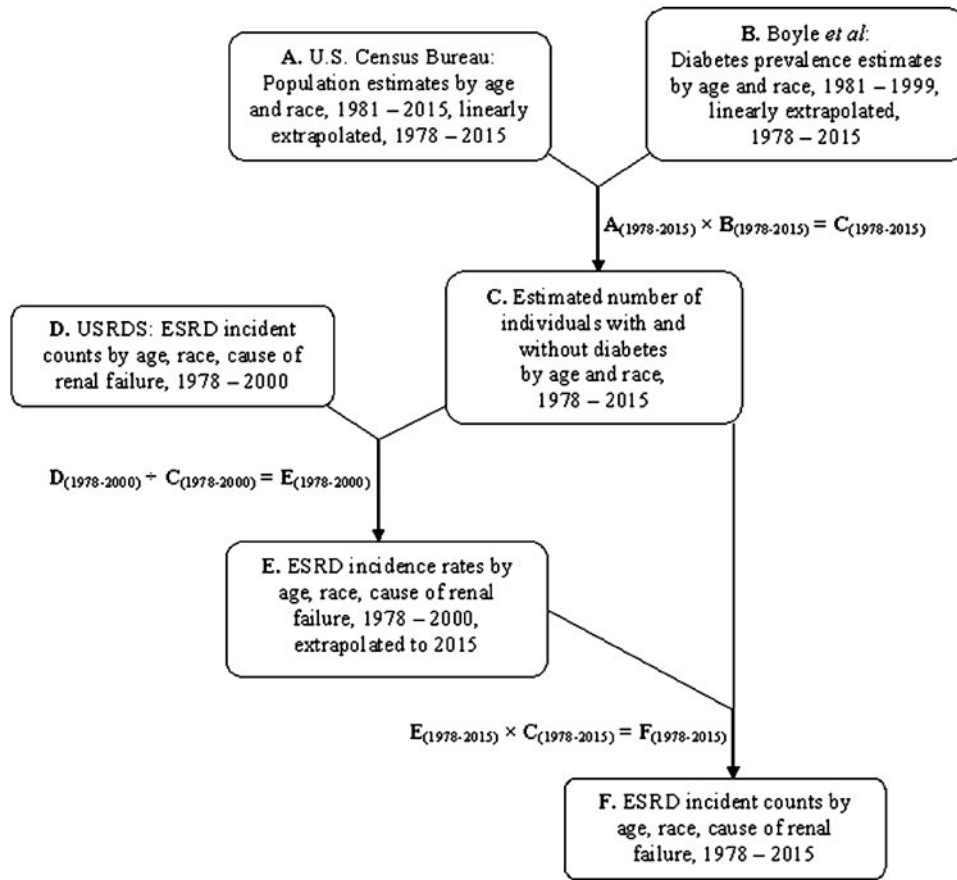 A. U.S. Census Bureau:
Population estimates by age
and race, 1981 – 2015, linearly
extrapolated, 1978 – 2015
B. Boyle et al:
Diabetes prevalence estimates
by age and race, 1981 – 1999,
linearly extrapolated,
1978 – 2015
A(1978-2015) × B(1978-2015) = C(1978-2015)
C. Estimated number of
individuals with and
without diabetes
by age and race,
1978 – 2015
D. USRDS: ESRD incident
counts by age, race, cause of
renal failure, 1978 – 2000
D(1978-2000) ÷ C(1978-2000) = E(1978-2000)
E. ESRD incidence rates by
age, race, cause of renal
failure, 1978 – 2000,
extrapolated to 2015
E(1978-2015) × C(1978-2015) = F(1978-2015)
F. ESRD incident counts by
age, race, cause of renal
failure, 1978 – 2015